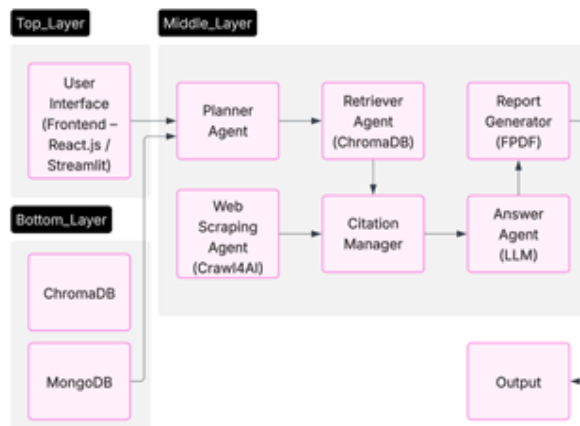 Top_Layer
Middle_Layer
User
Interface
(Frontend –
React.js /
Streamlit)
Planner
Agent
Retriever
Agent
(ChromaDB)
Report
Generator
(FPDF)
Bottom_Layer
Web
Scraping
Agent
(Crawl4AI)
Citation
Manager
Answer
Agent
(LLM)
ChromaDB
MongoDB
Output